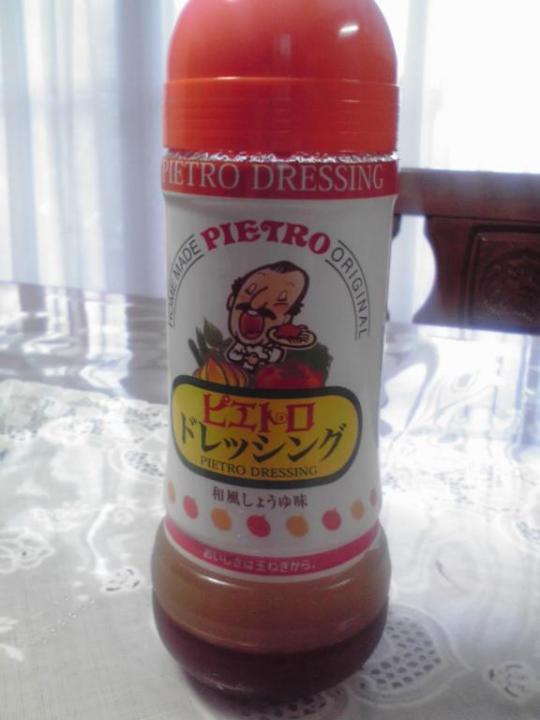 PIETRO DRESSING
HOME MADE PIETRO ORIGINAL
ピエトロ
ドレッシング
PIETRO DRESSING
和風しょうゆ味
おいしさは玉ねぎから。